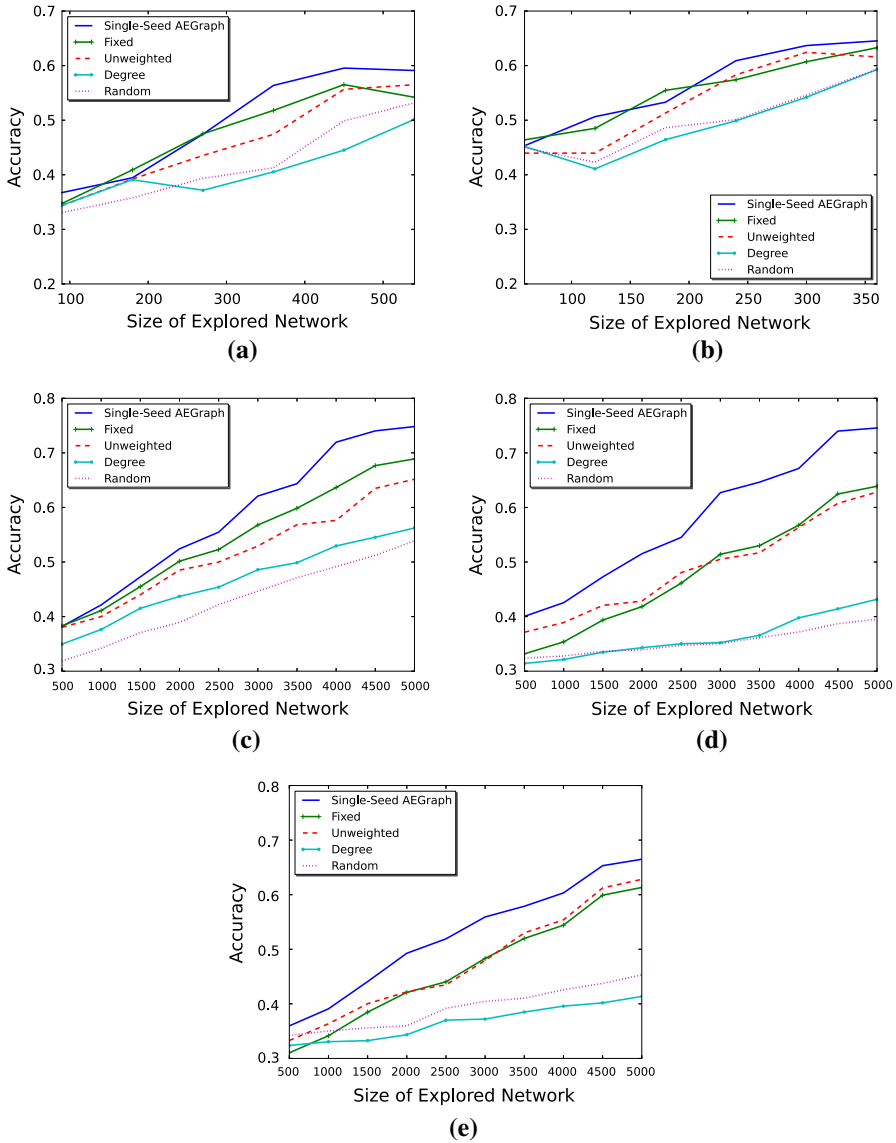 0.7
0.6
0.5
0.4
0.3
0.2
Accuracy
Single-Seed AEGraph
Fixed
Unweighted
Degree
Random
100 200 300 400 500
Size of Explored Network
(a)
0.7
0.6
0.5
0.4
0.3
0.2
Accuracy
Single-Seed AEGraph
Fixed
Unweighted
Degree
Random
100 150 200 250 300 350
Size of Explored Network
(b)
0.8
0.7
0.6
0.5
0.4
0.3
Accuracy
Single-Seed AEGraph
Fixed
Unweighted
Degree
Random
500 1000 1500 2000 2500 3000 3500 4000 4500 5000
Size of Explored Network
(c)
0.8
0.7
0.6
0.5
0.4
0.3
Accuracy
Single-Seed AEGraph
Fixed
Unweighted
Degree
Random
500 1000 1500 2000 2500 3000 3500 4000 4500 5000
Size of Explored Network
(d)
0.8
0.7
0.6
0.5
0.4
0.3
Accuracy
Single-Seed AEGraph
Fixed
Unweighted
Degree
Random
500 1000 1500 2000 2500 3000 3500 4000 4500 5000
Size of Explored Network
(e)